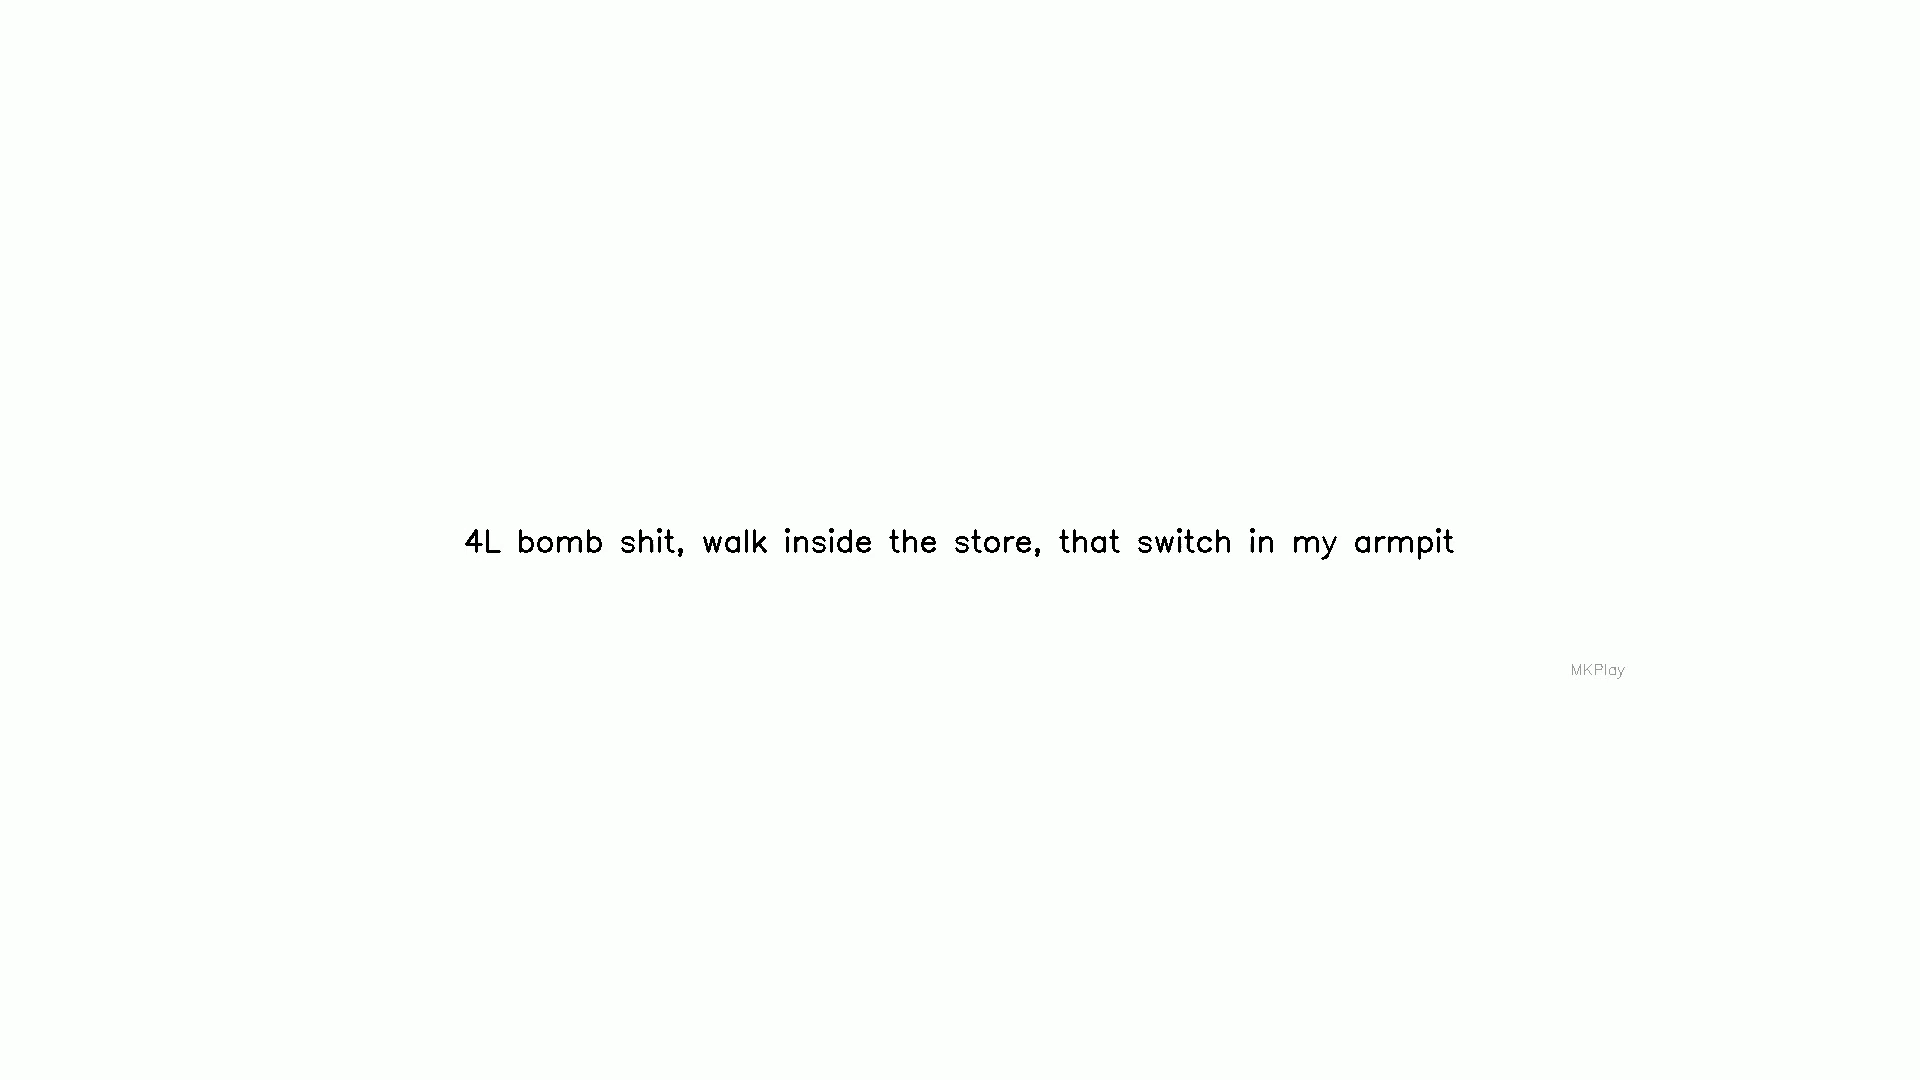 4L bomb shit, walk inside the store, that switch in my armpit
MKPlay